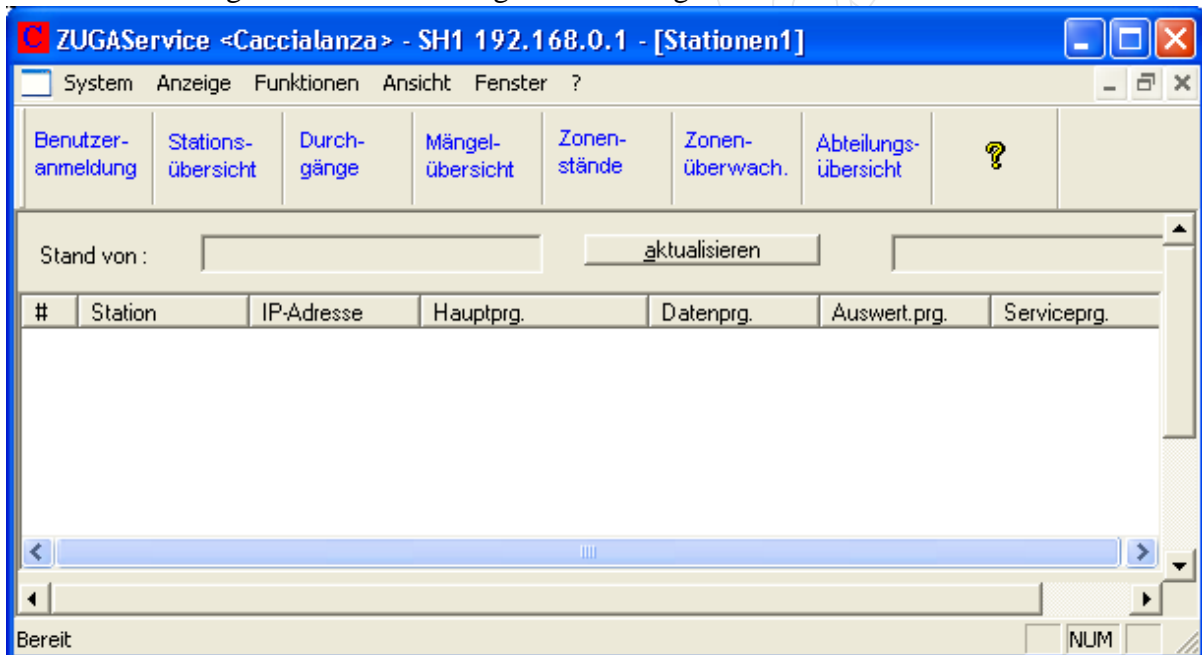 C ZUGAService <Caccialanza> - SH1 192.168.0.1 - [Stationen1]
System Anzeige Funktionen Ansicht Fenster ?
Benutzer-
anmeldung
Stations-
übersicht
Durch-
gänge
Mängel-
übersicht
Zonen-
stände
Zonen-
überwach.
Abteilungs-
übersicht
?
Stand von :
aktualisieren
# Station IP-Adresse Hauptprg. Datenprg. Auswert.prg. Serviceprg.
Bereit
NUM